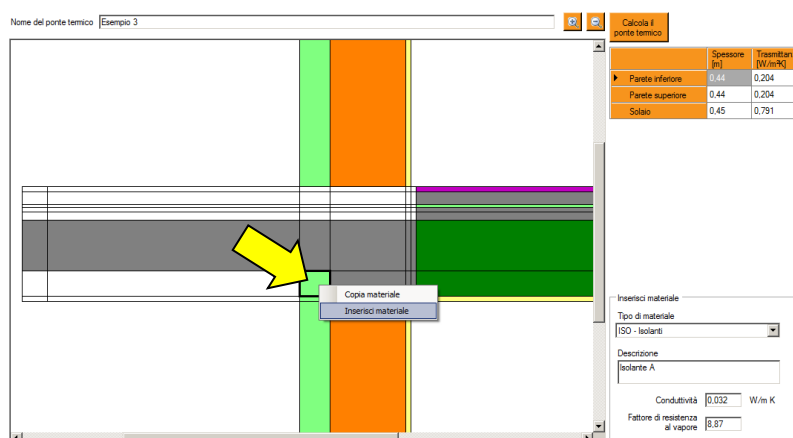 Nome del ponte termico Esempio 3
Calcola il
ponte termico
Spessore
[m]
Trasmittan
[W/m²K]
Parete inferiore 0,44 0,204
Parete superiore 0,44 0,204
Solaio 0,45 0,791
Copia materiale
Inserisci materiale
Inserisci materiale
Tipo di materiale
ISO - Isolanti
Descrizione
Isolante A
Conduttività 0,032 W/m K
Fattore di resistenza
al vapore 8,87